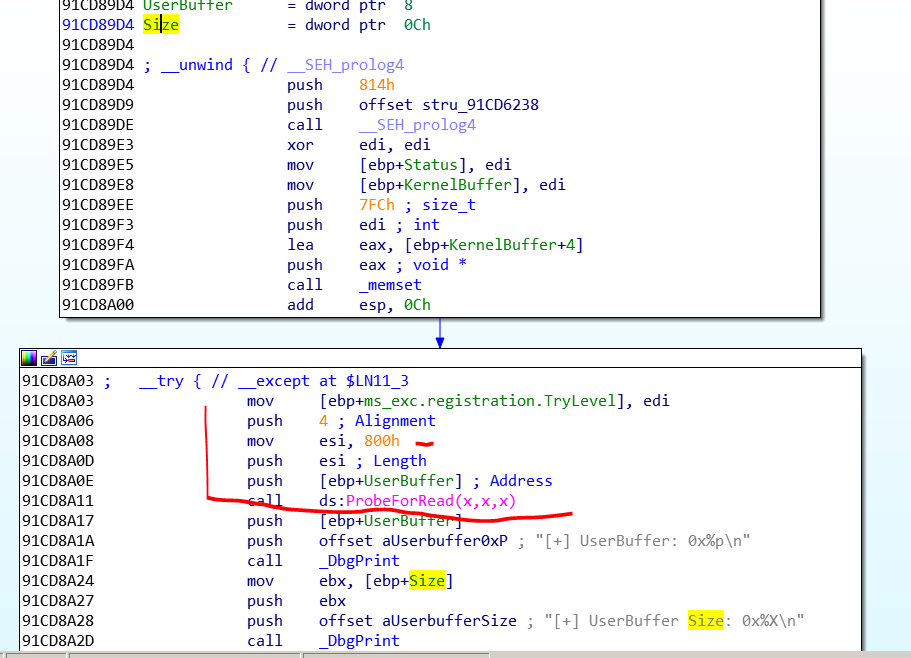 91CD89D4 UserBuffer = dword ptr 8
91CD89D4 Size = dword ptr 0Ch
91CD89D4
91CD89D4 ; __unwind { // __SEH_prolog4
91CD89D4 push 814h
91CD89D9 push offset stru_91CD6238
91CD89DE call __SEH_prolog4
91CD89E3 xor edi, edi
91CD89E5 mov [ebp+Status], edi
91CD89E8 mov [ebp+KernelBuffer], edi
91CD89EE push 7FCh ; size_t
91CD89F3 push edi ; int
91CD89F4 lea eax, [ebp+KernelBuffer+4]
91CD89FA push eax ; void *
91CD89FB call _memset
91CD8A00 add esp, 0Ch
91CD8A03 ; __try { // __except at $LN11_3
91CD8A03 mov [ebp+ms_exc.registration.TryLevel], edi
91CD8A06 push 4 ; Alignment
91CD8A08 mov esi, 800h
91CD8A0D push esi ; Length
91CD8A0E push [ebp+UserBuffer] ; Address
91CD8A11 call ds:ProbeForRead(x,x,x)
91CD8A17 push [ebp+UserBuffer]
91CD8A1A push offset aUserbuffer0xP ; "[+] UserBuffer: 0x%p\n"
91CD8A1F call _DbgPrint
91CD8A24 mov ebx, [ebp+Size]
91CD8A27 push ebx
91CD8A28 push offset aUserbufferSize ; "[+] UserBuffer Size: 0x%X\n"
91CD8A2D call _DbgPrint